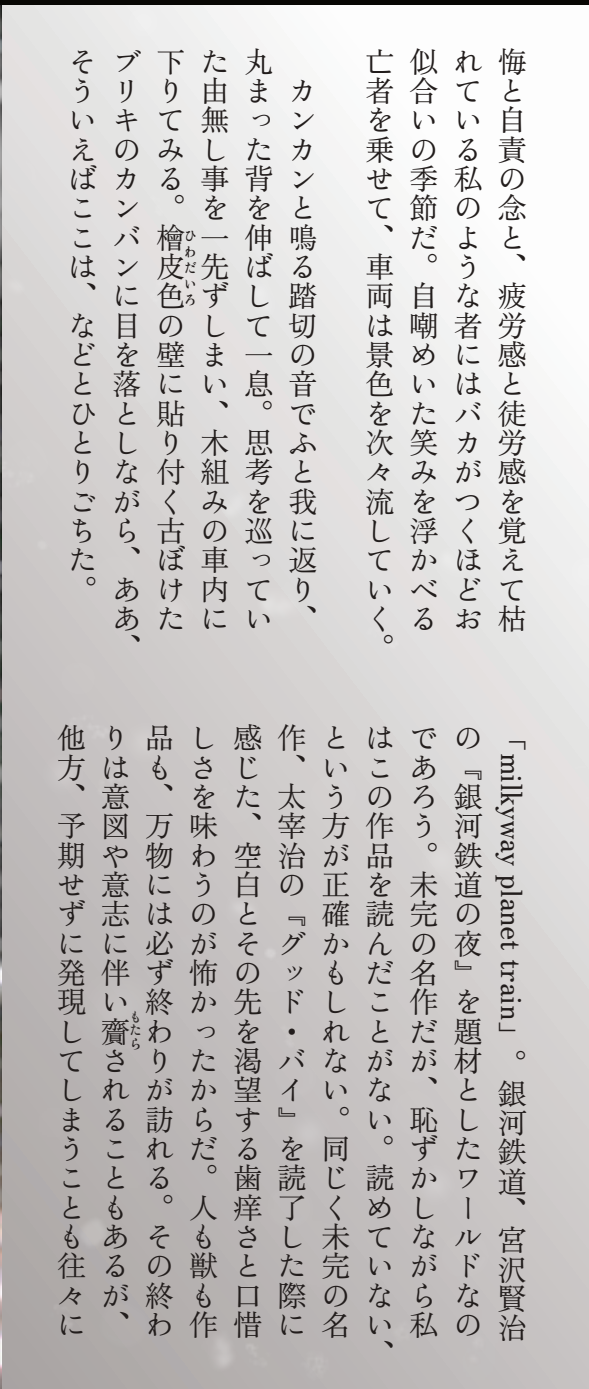 悔と自責の念と、疲労感と徒労感を覚えて枯
れている私のような者にはバカがつくほどお
似合いの季節だ。自嘲めいた笑みを浮かべる
亡者を乗せて、車両は景色を次々流していく。
カンカンと鳴る踏切の音でふと我に返り、
丸まった背を伸ばして一息。思考を巡ってい
た由無し事を一先ずしまい、木組みの車内に
下りてみる。檜皮色の壁に貼り付く古ぼけた
ブリキのカンバンに目を落としながら、ああ、
そういえばここは、などとひとりごちた。
「milkyway planet train」。銀河鉄道、宮沢賢治
の『銀河鉄道の夜』を題材としたワールドなの
であろう。未完の名作だが、恥ずかしながら私
はこの作品を読んだことがない。読めていない、
という方が正確かもしれない。同じく未完の名
作、太宰治の『グッド・バイ』を読了した際に
感じた、空白とその先を渇望する歯痒さと口惜
しさを味わうのが怖かったからだ。人も獣も作
品も、万物には必ず終わりが訪れる。その終わ
りは意図や意志に伴い齎されることもあるが、
他方、予期せずに発現してしまうことも往々に